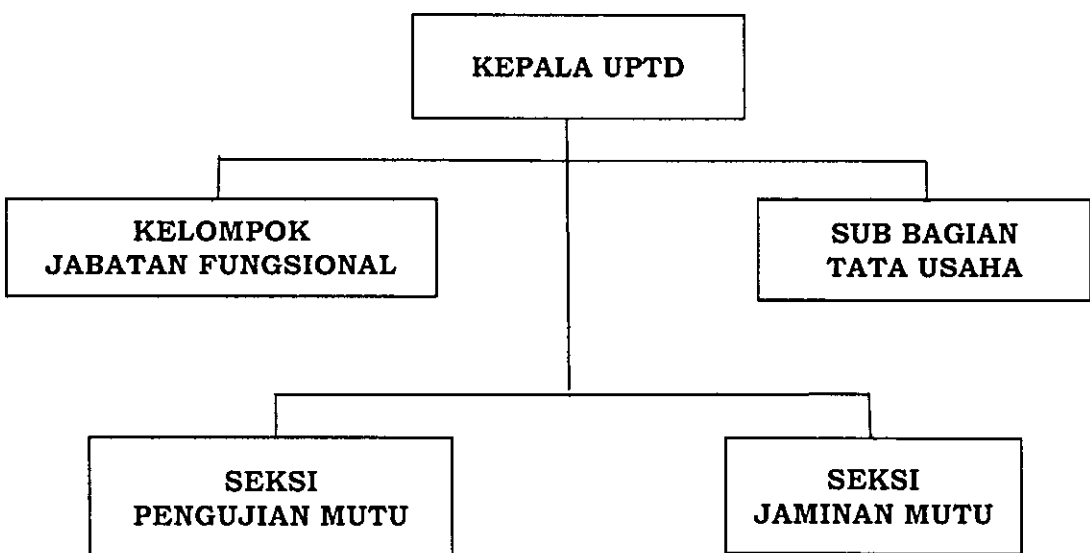 KEPALA UPTD
KELOMPOK
JABATAN FUNGSIONAL
SUB BAGIAN
TATA USAHA
SEKSI
PENGUJIAN MUTU
SEKSI
JAMINAN MUTU